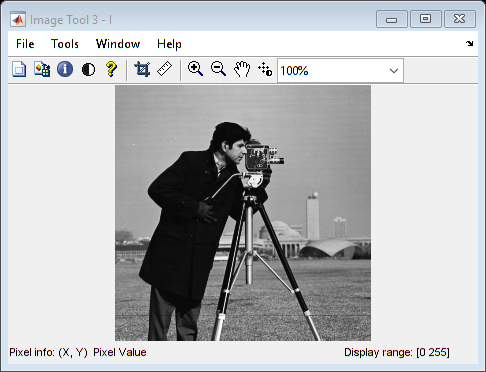 Image Tool 3 - I
File Tools Window Help
100%
Pixel info: (X, Y) Pixel Value Display range: [0 255]